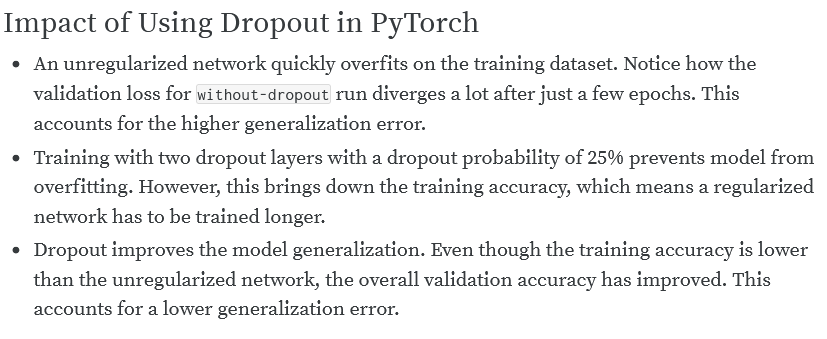 Impact of Using Dropout in PyTorch
• An unregularized network quickly overfits on the training dataset. Notice how the
validation loss for without-dropout run diverges a lot after just a few epochs. This
accounts for the higher generalization error.
• Training with two dropout layers with a dropout probability of 25% prevents model from
overfitting. However, this brings down the training accuracy, which means a regularized
network has to be trained longer.
• Dropout improves the model generalization. Even though the training accuracy is lower
than the unregularized network, the overall validation accuracy has improved. This
accounts for a lower generalization error.